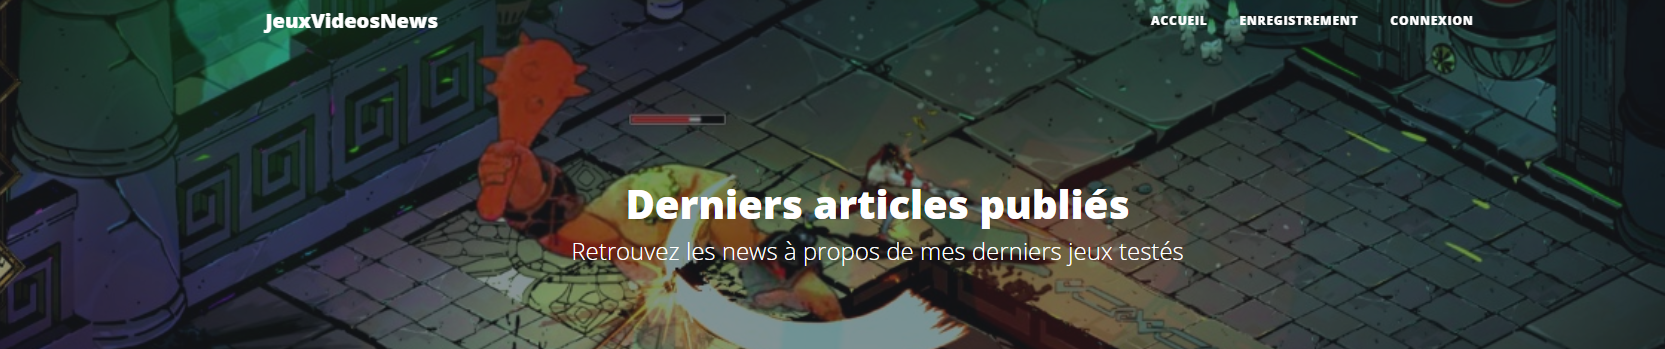 JeuxVideosNews
ACCUEIL ENREGISTREMENT CONNEXION
Derniers articles publiés
Retrouvez les news à propos de mes derniers jeux testés